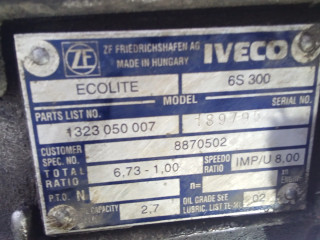 ZF FRIEDRICHSHAFEN AG
MADE IN HUNGARY
IVECO
ZF
ECOLITE
6S 300
MODEL
PARTS LIST NO.
SERIAL NO.
1323 050 007
CUSTOMER SPEC. NO.
8870502
TOTAL RATIO
6,73 - 1,00
SPEEDO RATIO
IMP/U 8,00
P.T.O.
N
n=
CAPACITY
2,7
OIL GRADE SEE LUBRIC. LIST TE-ML
02